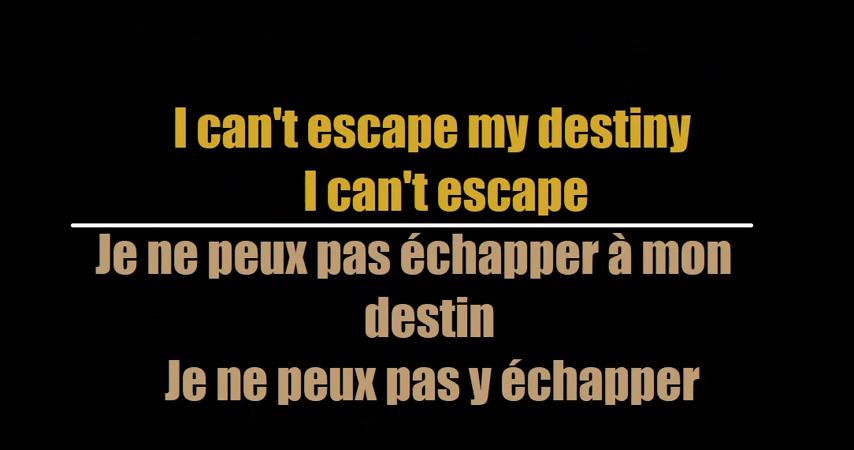 I can't escape my destiny
I can't escape
Je ne peux pas échapper à mon
destin
Je ne peux pas y échapper